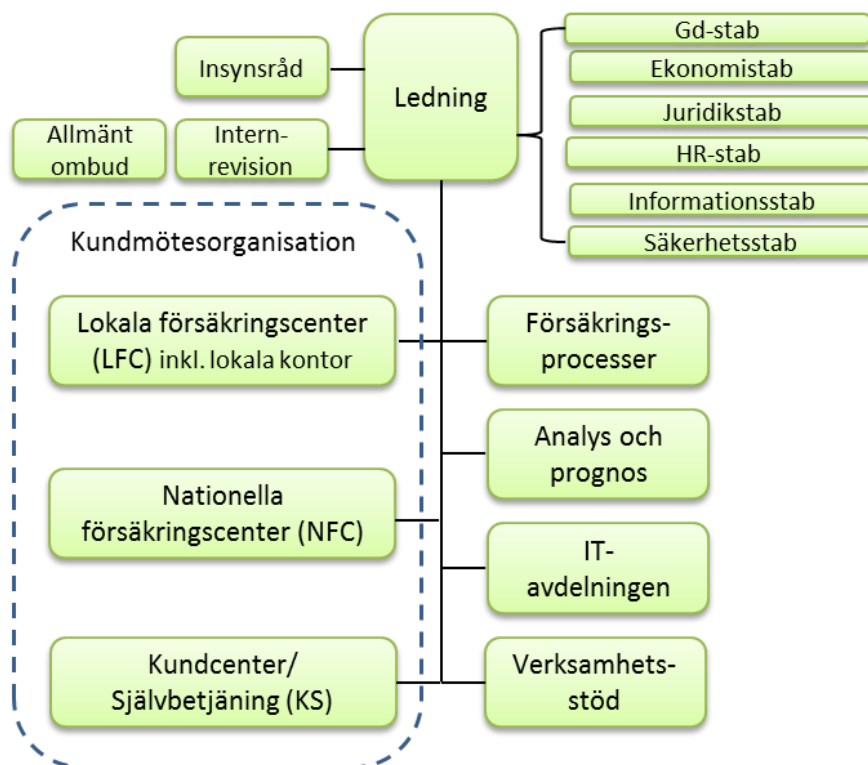 Insynsråd
Ledning
Allmänt
ombud
Intern-
revision
Gd-stab
Ekonomistab
Juridikstab
HR-stab
Informationsstab
Säkerhetsstab
Kundmötesorganisation
Lokala försäkringscenter
(LFC) inkl. lokala kontor
Försäkrings-
processer
Analys och
prognos
Nationella
försäkringscenter (NFC)
IT-
avdelningen
Kundcenter/
Självbetjäning (KS)
Verksamhets-
stöd